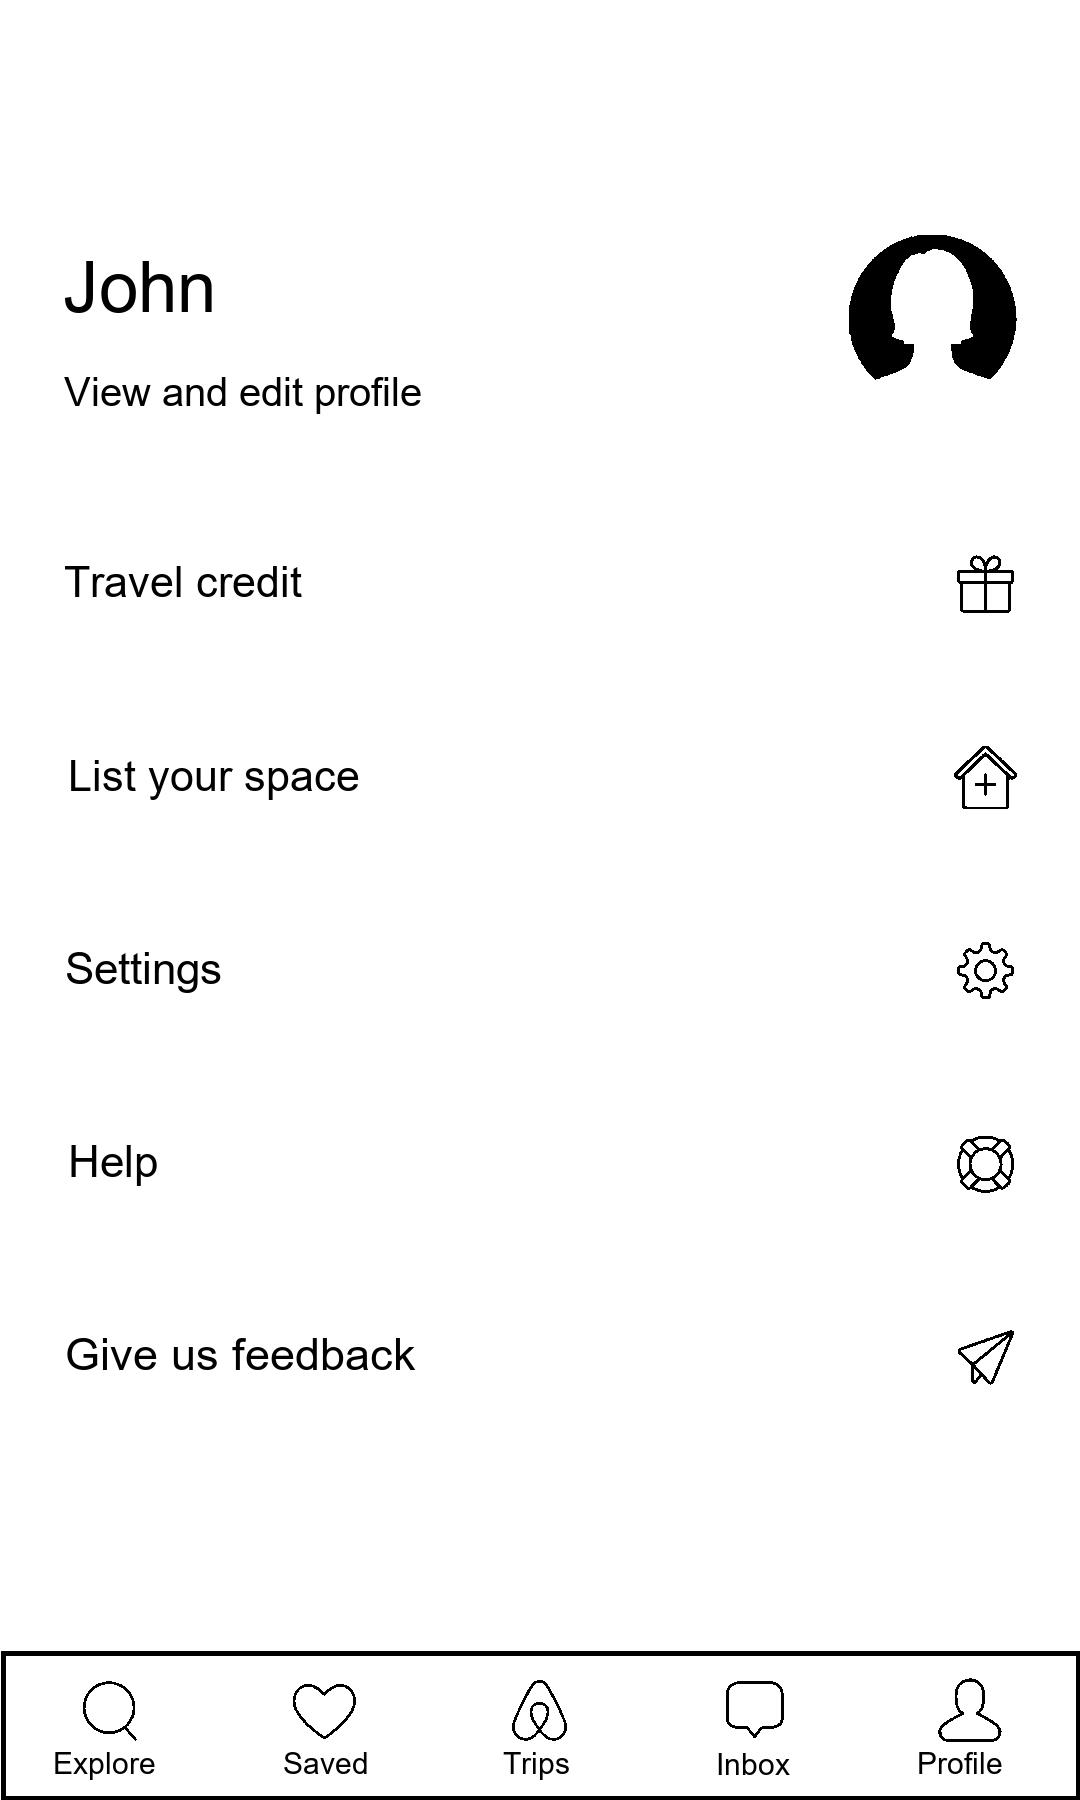 John
View and edit profile
Travel credit
List your space
Settings
Help
Give us feedback
Explore
Saved
Trips
Inbox
Profile